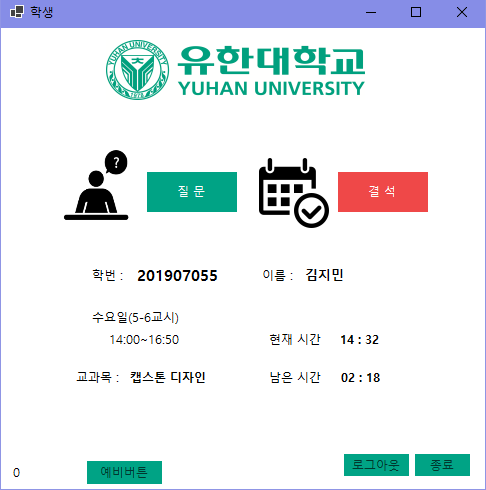 학생
YUHAN UNIVERSITY
1977
유한대학교
YUHAN UNIVERSITY
?
질 문
결 석
학번 : 201907055 이름 : 김지민
수요일(5-6교시)
14:00~16:50 현재 시간 14 : 32
교과목 : 캡스톤 디자인 남은 시간 02 : 18
로그아웃 종료
0 예비버튼